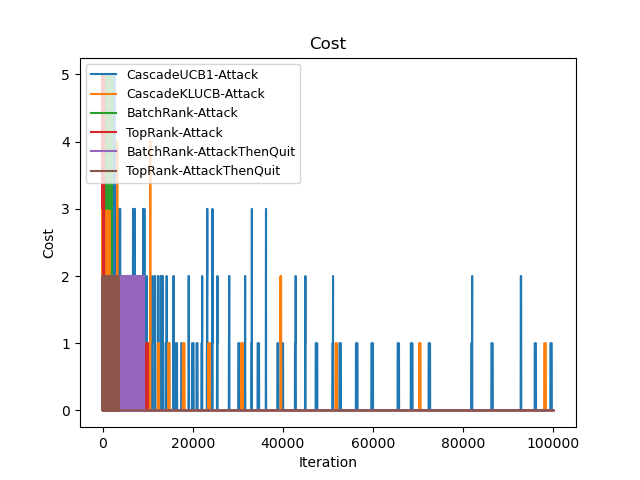 Cost
5
4
3
2
1
0
Cost
CascadeUCB1-Attack
CascadeKLUCB-Attack
BatchRank-Attack
TopRank-Attack
BatchRank-AttackThenQuit
TopRank-AttackThenQuit
0 20000 40000 60000 80000 100000
Iteration